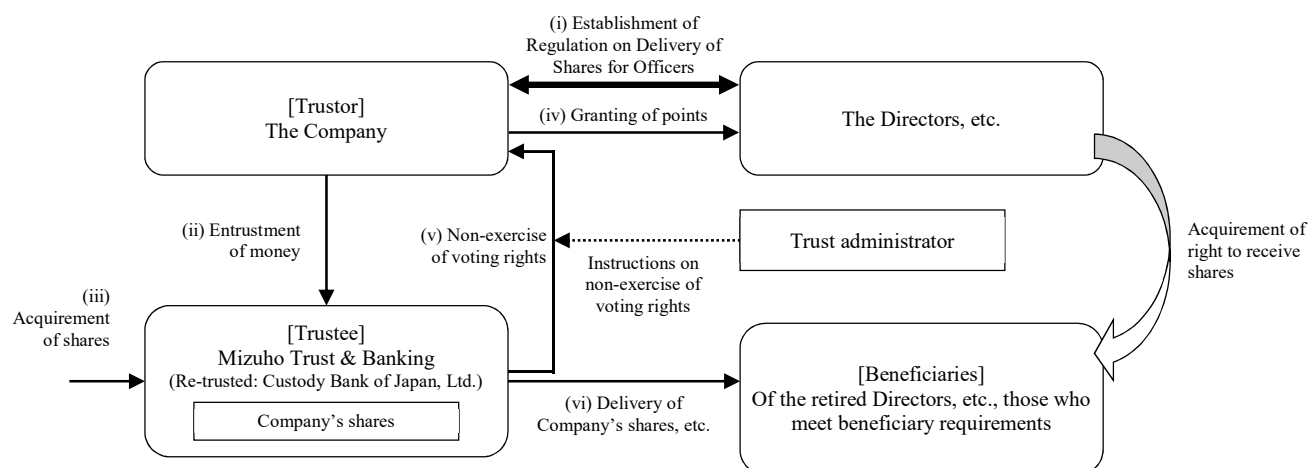 (i) Establishment of
Regulation on Delivery of
Shares for Officers
[Trustor]
The Company
(iv) Granting of points
The Directors, etc.
(ii) Entrustment
of money
(v) Non-exercise
of voting rights
Instructions on
non-exercise of
voting rights
Trust administrator
Acquirement of
right to receive
shares
(iii)
Acquirement
of shares
[Trustee]
Mizuho Trust & Banking
(Re-trusted: Custody Bank of Japan, Ltd.)
Company’s shares
(vi) Delivery of
Company’s shares, etc.
[Beneficiaries]
Of the retired Directors, etc., those who
meet beneficiary requirements